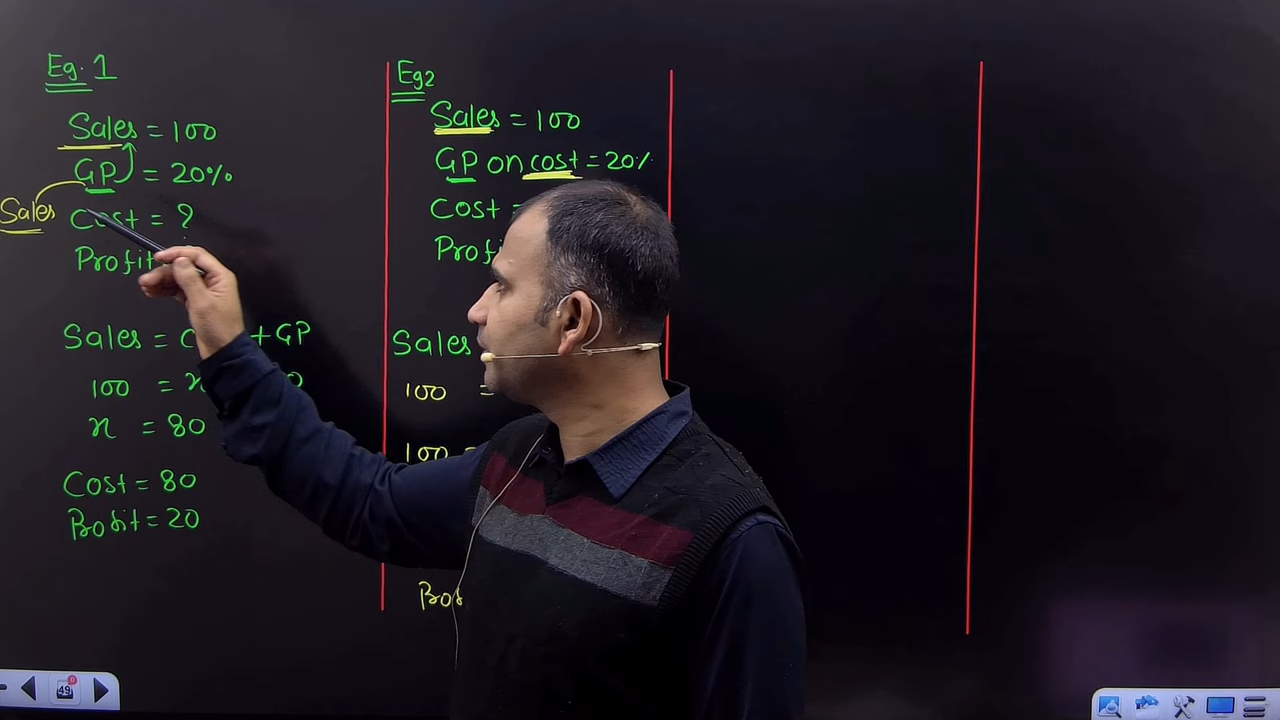 Eg. 1
Sales = 100
GP = 20%
Sales
Cost = ?
Profit
Sales = + GP
100 =
x = 80
Cost = 80
Profit = 20
Eg2
Sales = 100
GP on cost = 20%
Cost =
Sales
100 =
100
49